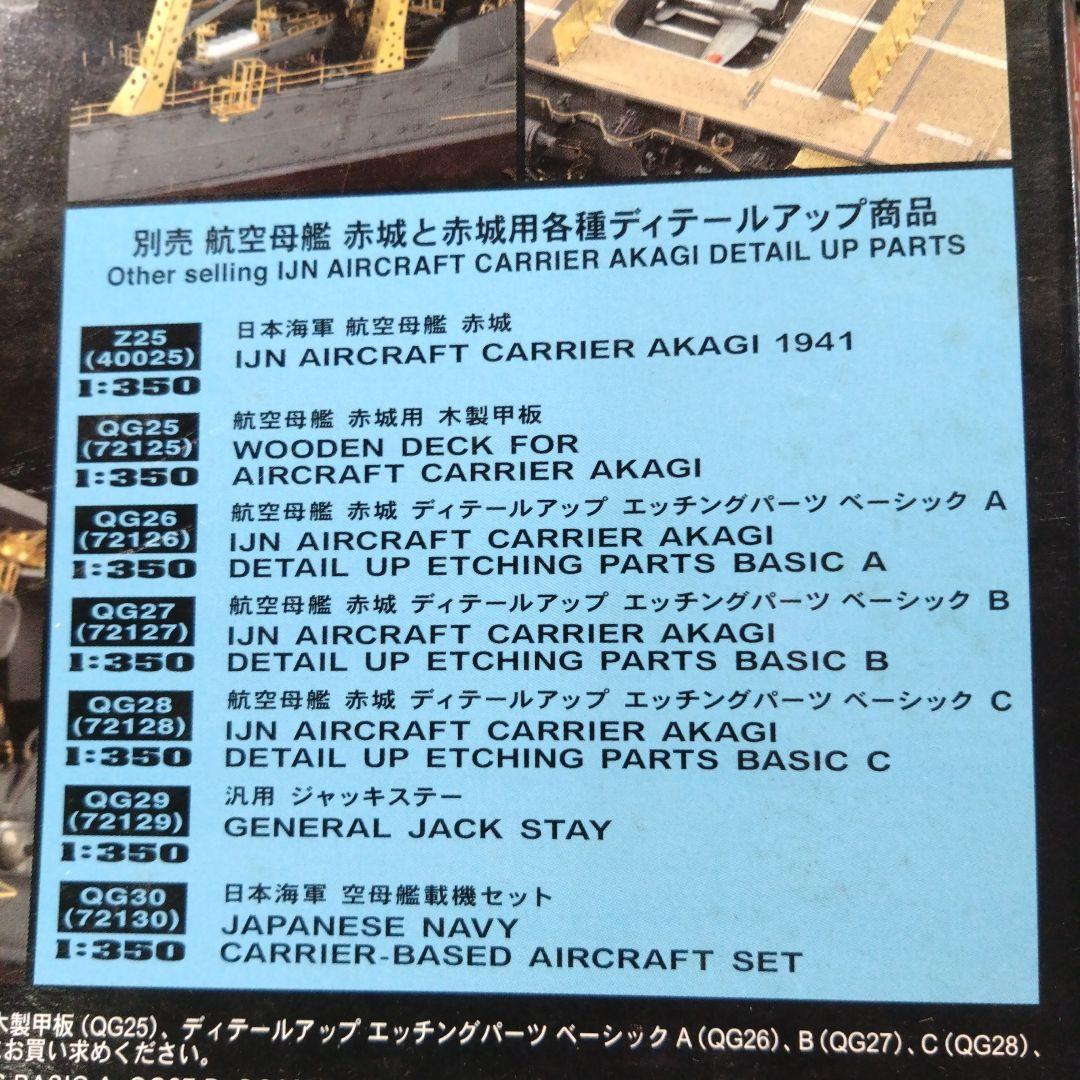 別売 航空母艦 赤城と赤城用各種ディテールアップ商品
Other selling IJN AIRCRAFT CARRIER AKAGI DETAIL UP PARTS
Z25
(40025)
1:350
日本海軍 航空母艦 赤城
IJN AIRCRAFT CARRIER AKAGI 1941
QG25
(72125)
1:350
航空母艦 赤城用 木製甲板
WOODEN DECK FOR
AIRCRAFT CARRIER AKAGI
QG26
(72126)
1:350
航空母艦 赤城 ディテールアップ エッチングパーツ ベーシック A
IJN AIRCRAFT CARRIER AKAGI
DETAIL UP ETCHING PARTS BASIC A
QG27
(72127)
1:350
航空母艦 赤城 ディテールアップ エッチングパーツ ベーシック B
IJN AIRCRAFT CARRIER AKAGI
DETAIL UP ETCHING PARTS BASIC B
QG28
(72128)
1:350
航空母艦 赤城 ディテールアップ エッチングパーツ ベーシック C
IJN AIRCRAFT CARRIER AKAGI
DETAIL UP ETCHING PARTS BASIC C
QG29
(72129)
1:350
汎用 ジャッキステー
GENERAL JACK STAY
QG30
(72130)
1:350
日本海軍 空母艦載機セット
JAPANESE NAVY
CARRIER-BASED AIRCRAFT SET
木製甲板(QG25)、ディテールアップ エッチングパーツ ベーシック A(QG26)、B(QG27)、C(QG28)、
お買い求めください。